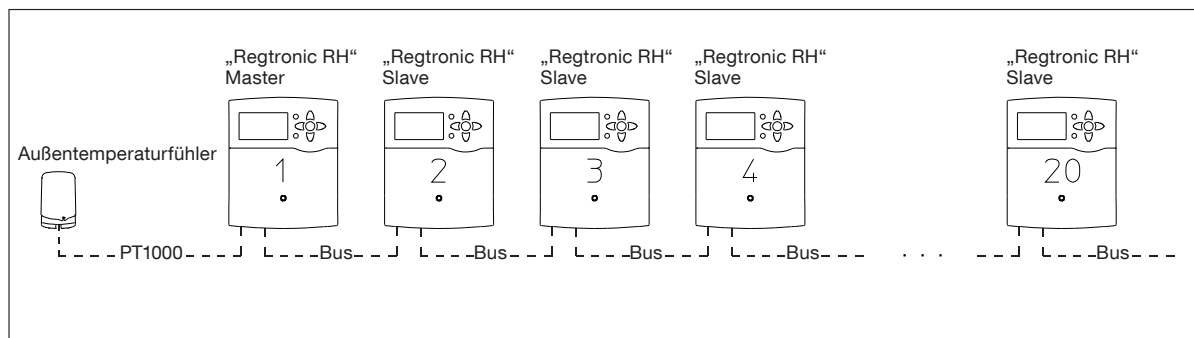 „Regtronic RH“
Master
„Regtronic RH“
Slave
„Regtronic RH“
Slave
„Regtronic RH“
Slave
„Regtronic RH“
Slave
Außentemperaturfühler
1
2
3
4
20
PT1000
Bus
Bus
Bus
Bus
. . .
Bus